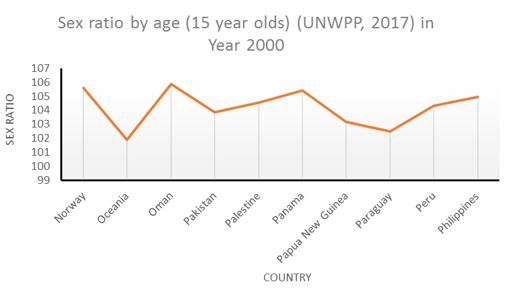 Sex ratio by age (15 year olds) (UNWPP, 2017) in
Year 2000
SEX RATIO
107
106
105
104
103
102
101
100
99
Norway
Oceania
Oman
Pakistan
Palestine
Panama
Papua New Guinea
Paraguay
Peru
Philippines
COUNTRY